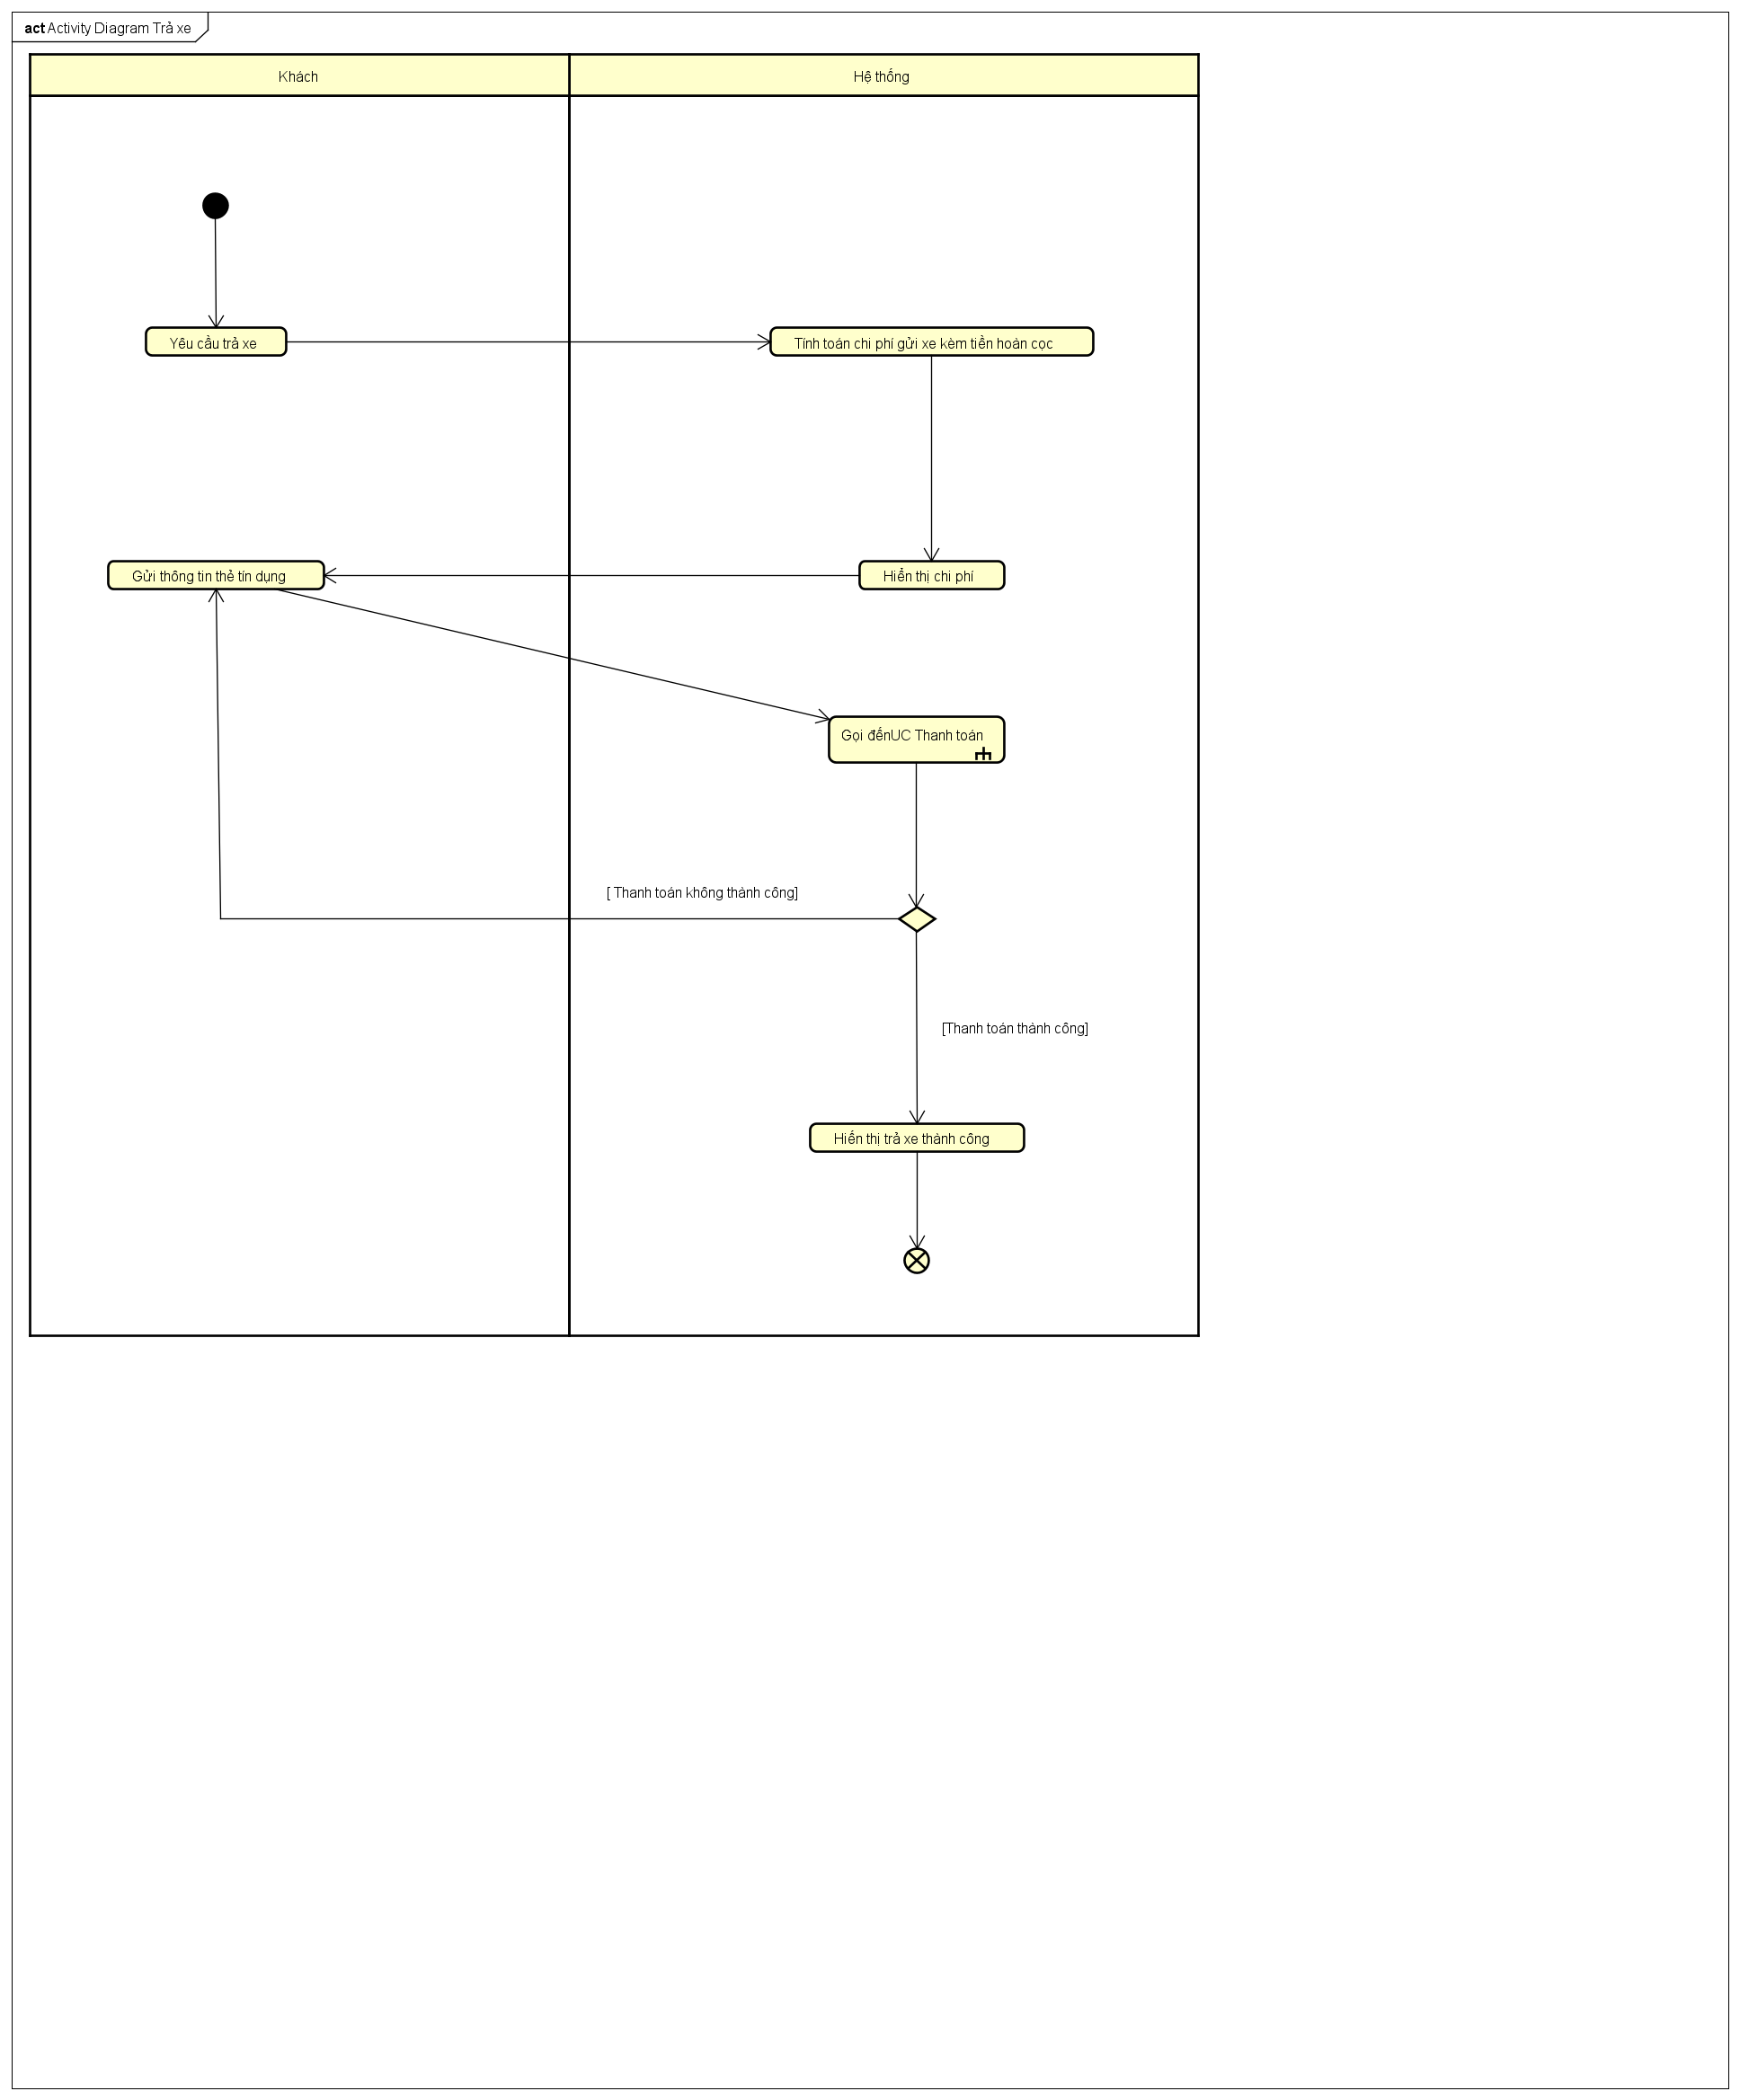 act Activity Diagram Trả xe
Khách
Hệ thống
Yêu cầu trả xe
Tính toán chi phí gửi xe kèm tiền hoàn cọc
Gửi thông tin thẻ tín dụng
Hiển thị chi phí
Gọi đếnUC Thanh toán
[ Thanh toán không thành công]
[Thanh toán thành công]
Hiển thị trả xe thành công